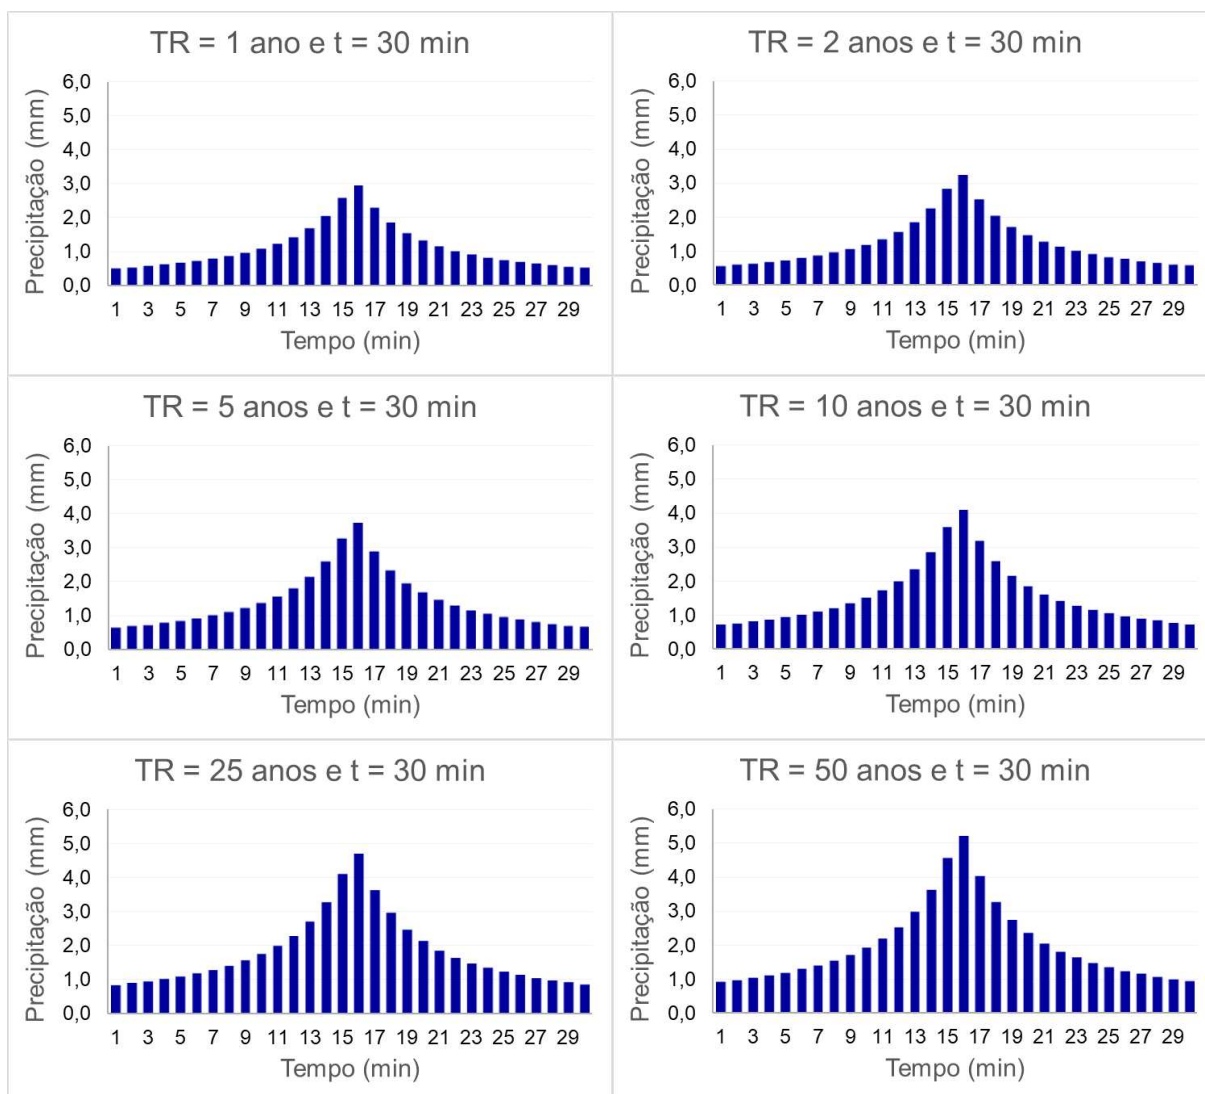 TR = 1 ano e t = 30 min
Precipitação (mm)
6,0
5,0
4,0
3,0
2,0
1,0
0,0
1 3 5 7 9 11 13 15 17 19 21 23 25 27 29
Tempo (min)
TR = 2 anos e t = 30 min
Precipitação (mm)
6,0
5,0
4,0
3,0
2,0
1,0
0,0
1 3 5 7 9 11 13 15 17 19 21 23 25 27 29
Tempo (min)
TR = 5 anos e t = 30 min
Precipitação (mm)
6,0
5,0
4,0
3,0
2,0
1,0
0,0
1 3 5 7 9 11 13 15 17 19 21 23 25 27 29
Tempo (min)
TR = 10 anos e t = 30 min
Precipitação (mm)
6,0
5,0
4,0
3,0
2,0
1,0
0,0
1 3 5 7 9 11 13 15 17 19 21 23 25 27 29
Tempo (min)
TR = 25 anos e t = 30 min
Precipitação (mm)
6,0
5,0
4,0
3,0
2,0
1,0
0,0
1 3 5 7 9 11 13 15 17 19 21 23 25 27 29
Tempo (min)
TR = 50 anos e t = 30 min
Precipitação (mm)
6,0
5,0
4,0
3,0
2,0
1,0
0,0
1 3 5 7 9 11 13 15 17 19 21 23 25 27 29
Tempo (min)